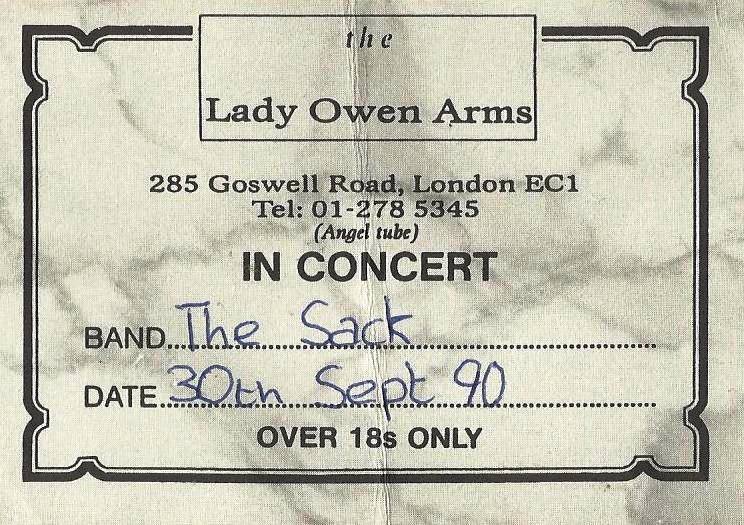 the
Lady Owen Arms
285 Goswell Road, London EC1
Tel: 01-278 5345
(Angel tube)
IN CONCERT
BAND The Sack
DATE 30th Sept 90
OVER 18s ONLY